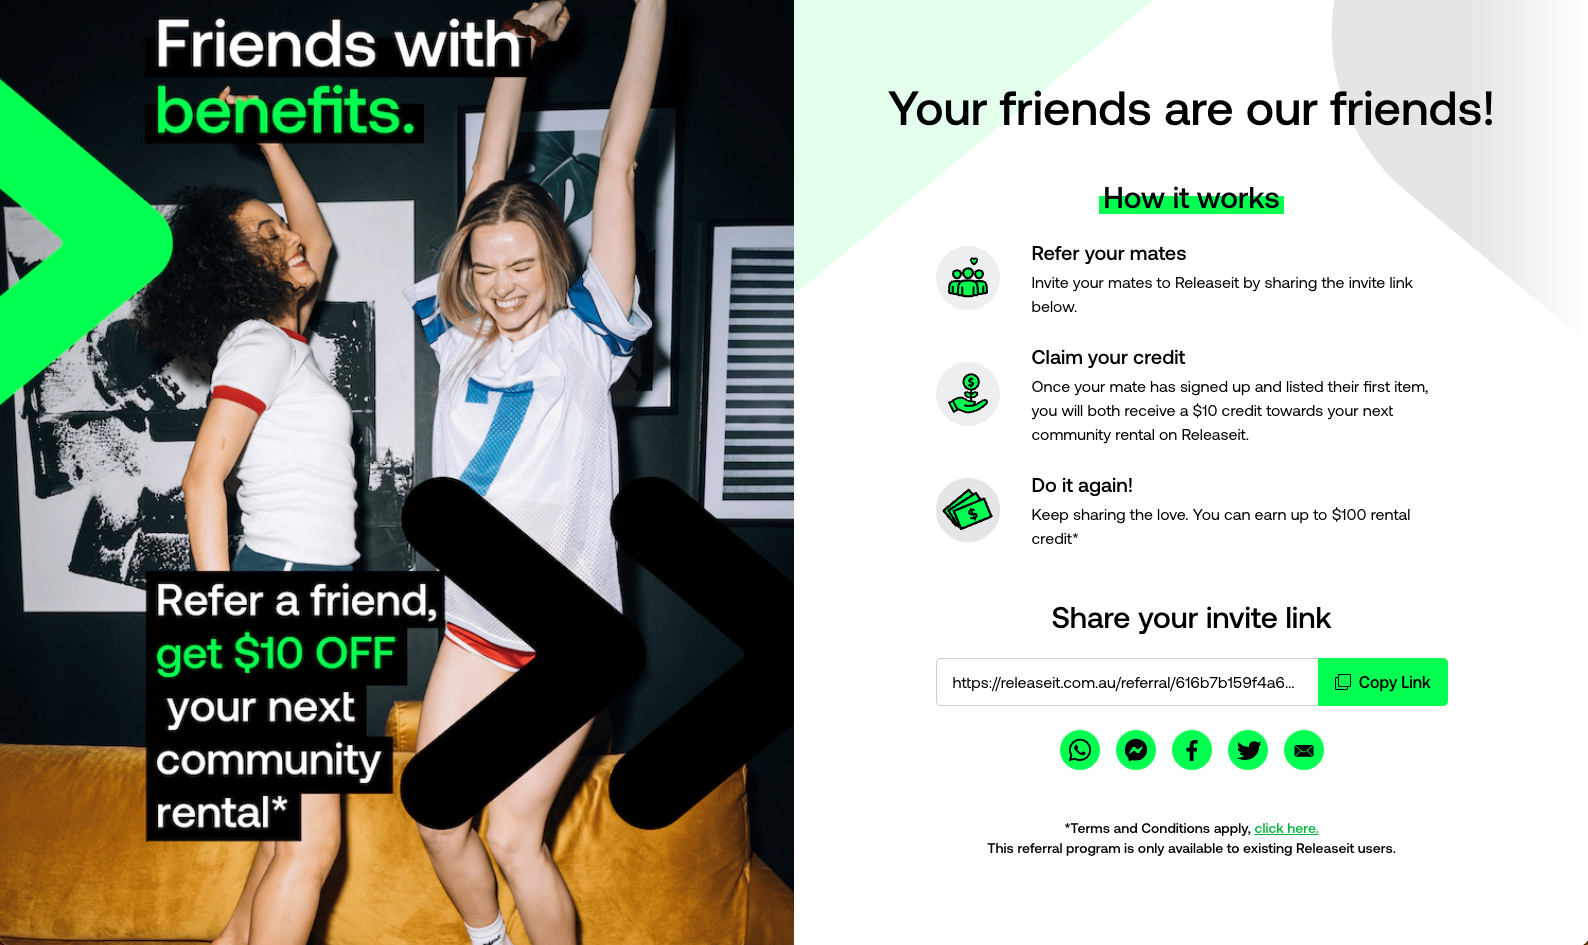 Friends with
benefits.
Refer a friend,
get $10 OFF
your next
community
rental*
Your friends are our friends!
How it works
Refer your mates
Invite your mates to Releaseit by sharing the invite link
below.
Claim your credit
Once your mate has signed up and listed their first item,
you will both receive a $10 credit towards your next
community rental on Releaseit.
Do it again!
Keep sharing the love. You can earn up to $100 rental
credit*
Share your invite link
https://releaseit.com.au/referral/616b7b159f4a6...
Copy Link
*Terms and Conditions apply, click here.
This referral program is only available to existing Releaseit users.